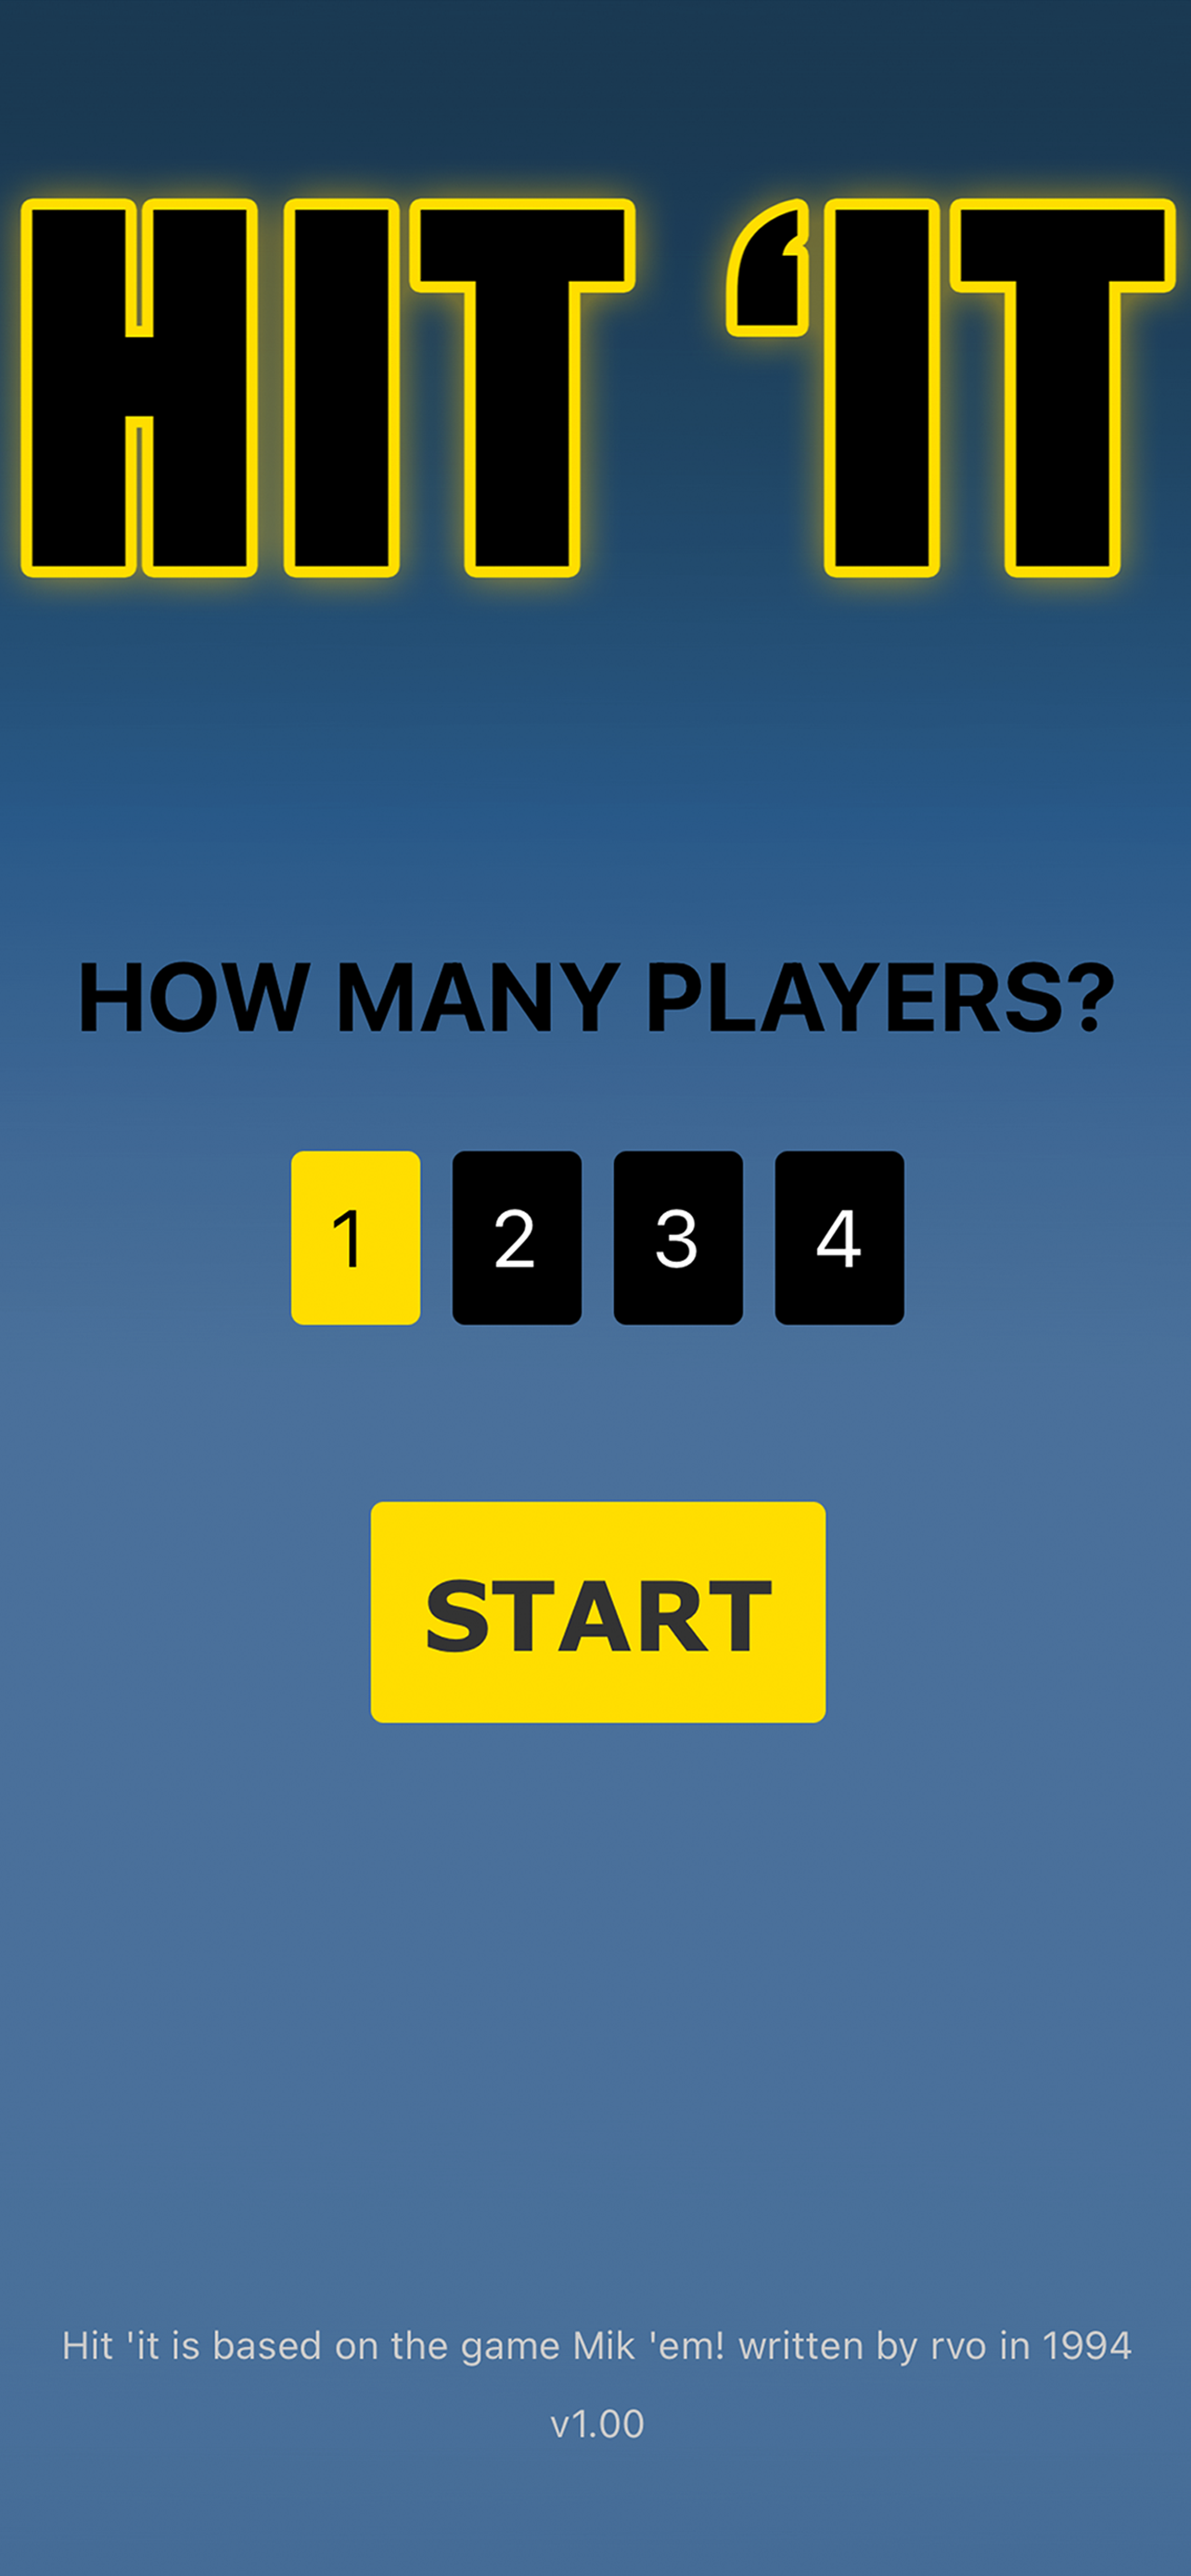 HIT ‘IT
HOW MANY PLAYERS?
1 2 3 4
START
Hit 'it is based on the game Mik 'em! written by rvo in 1994
v1.00